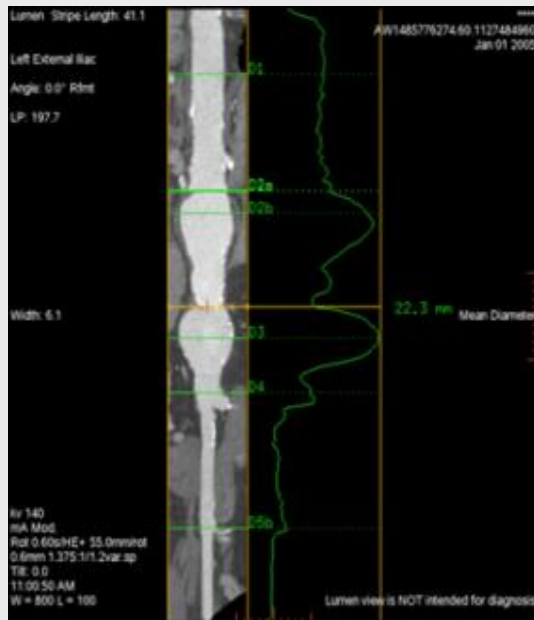 Lumen Stripe Length: 41.1
AW1485776274.60.1127484960
Jan 01 2005
Left External Iliac
Angle: 0.0° Rfmt
LP: 197.7
D1
D2a
D2b
22.3 mm
Width: 6.1
Mean Diameter
D3
D4
D5b
kv 140
mA Mod.
Rot 0.60s/HE+ 55.0mm/rot
0.6mm 1.375:1/1.2var.sp
Tilt: 0.0
11:00:50 AM
W = 800 L = 100
Lumen view is NOT intended for diagnosis